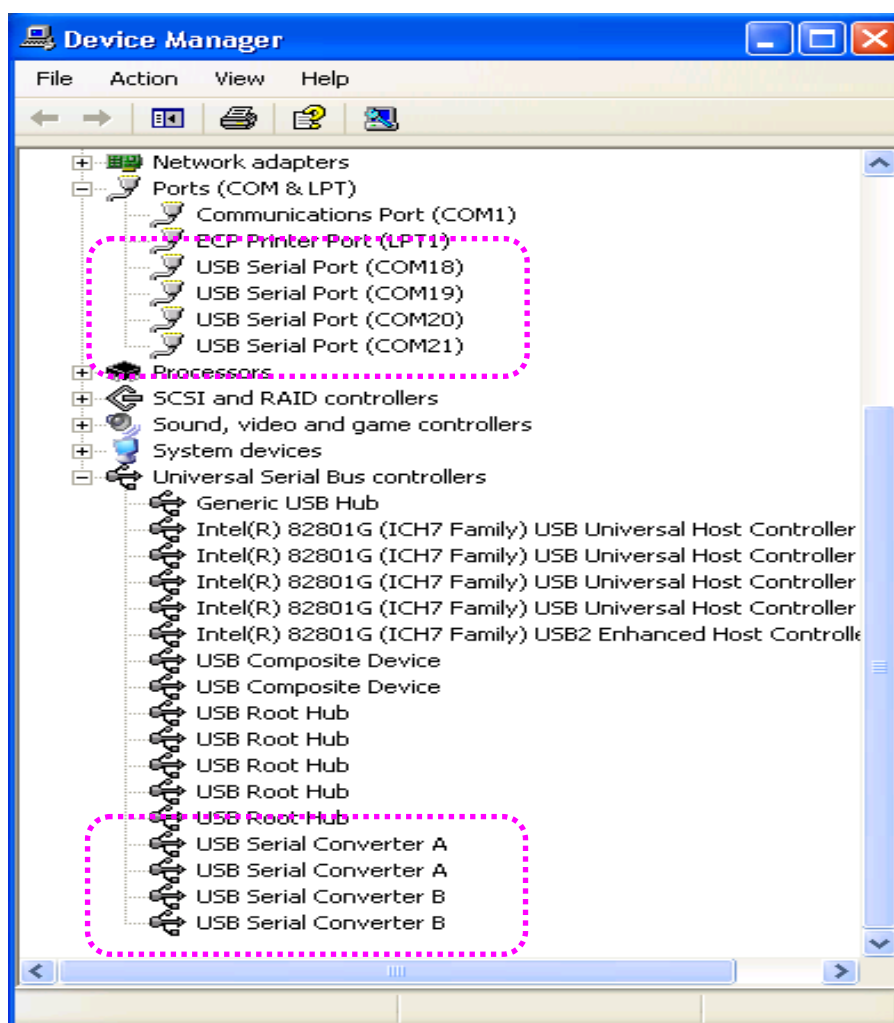 Device Manager
File Action View Help
Network adapters
Ports (COM & LPT)
Communications Port (COM1)
ECP Printer Port (LPT1)
USB Serial Port (COM18)
USB Serial Port (COM19)
USB Serial Port (COM20)
USB Serial Port (COM21)
Processors
SCSI and RAID controllers
Sound, video and game controllers
System devices
Universal Serial Bus controllers
Generic USB Hub
Intel(R) 82801G (ICH7 Family) USB Universal Host Controller
Intel(R) 82801G (ICH7 Family) USB Universal Host Controller
Intel(R) 82801G (ICH7 Family) USB Universal Host Controller
Intel(R) 82801G (ICH7 Family) USB Universal Host Controller
Intel(R) 82801G (ICH7 Family) USB2 Enhanced Host Controlle
USB Composite Device
USB Composite Device
USB Root Hub
USB Root Hub
USB Root Hub
USB Root Hub
USB Root Hub
USB Serial Converter A
USB Serial Converter A
USB Serial Converter B
USB Serial Converter B